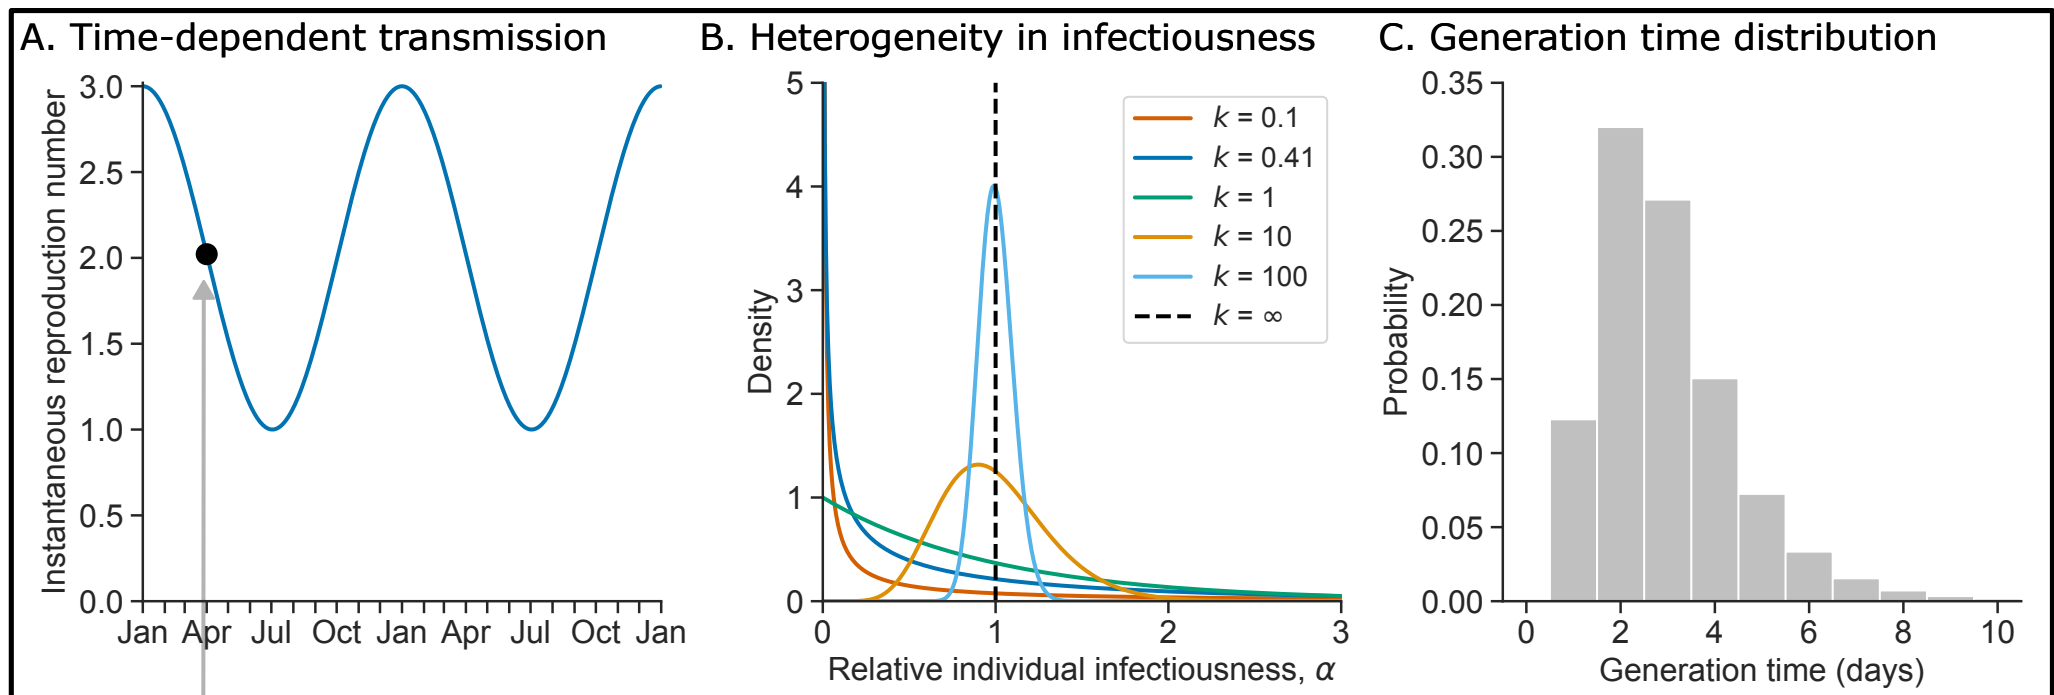 A. Time-dependent transmission
Instantaneous reproduction number
3.0
2.5
2.0
1.5
1.0
0.5
0.0
Jan Apr Jul Oct Jan Apr Jul Oct Jan
B. Heterogeneity in infectiousness
Density
5
4
3
2
1
0
0 1 2 3
Relative individual infectiousness, α
k = 0.1
k = 0.41
k = 1
k = 10
k = 100
k = ∞
C. Generation time distribution
Probability
0.35
0.30
0.25
0.20
0.15
0.10
0.05
0.00
0 2 4 6 8 10
Generation time (days)